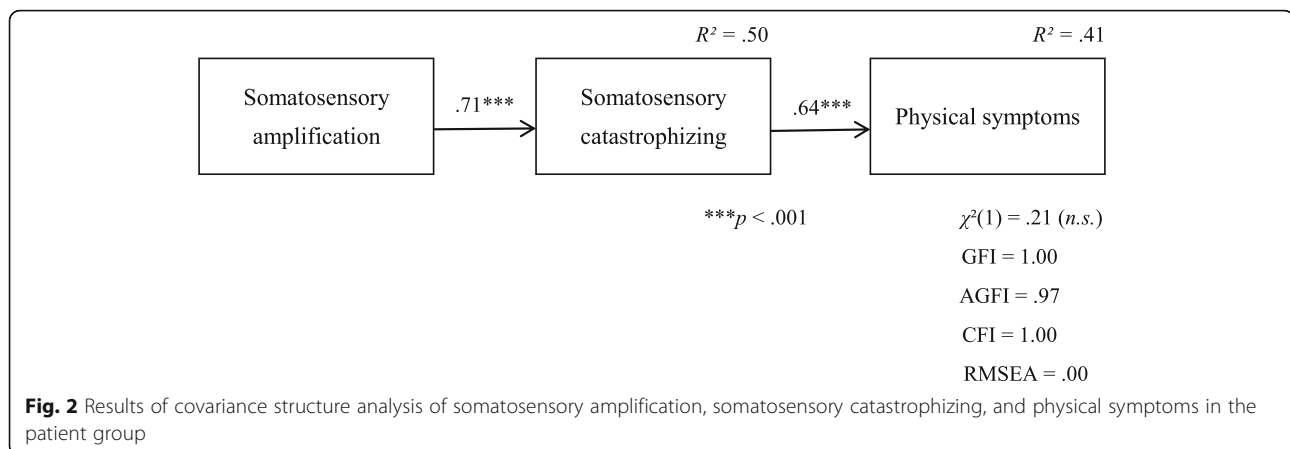 R² = .50
R² = .41
Somatosensory
amplification
.71***
Somatosensory
catastrophizing
.64***
Physical symptoms
***p < .001
χ²(1) = .21 (n.s.)
GFI = 1.00
AGFI = .97
CFI = 1.00
RMSEA = .00
Fig. 2 Results of covariance structure analysis of somatosensory amplification, somatosensory catastrophizing, and physical symptoms in the
patient group